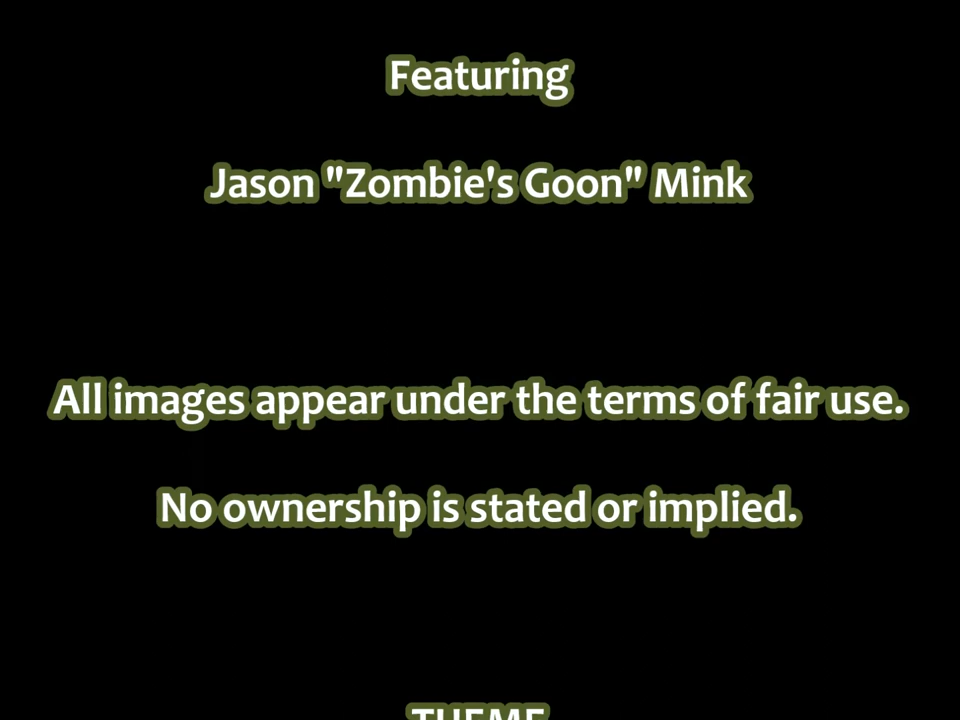 Featuring
Jason "Zombie's Goon" Mink
All images appear under the terms of fair use.
No ownership is stated or implied.
THEME